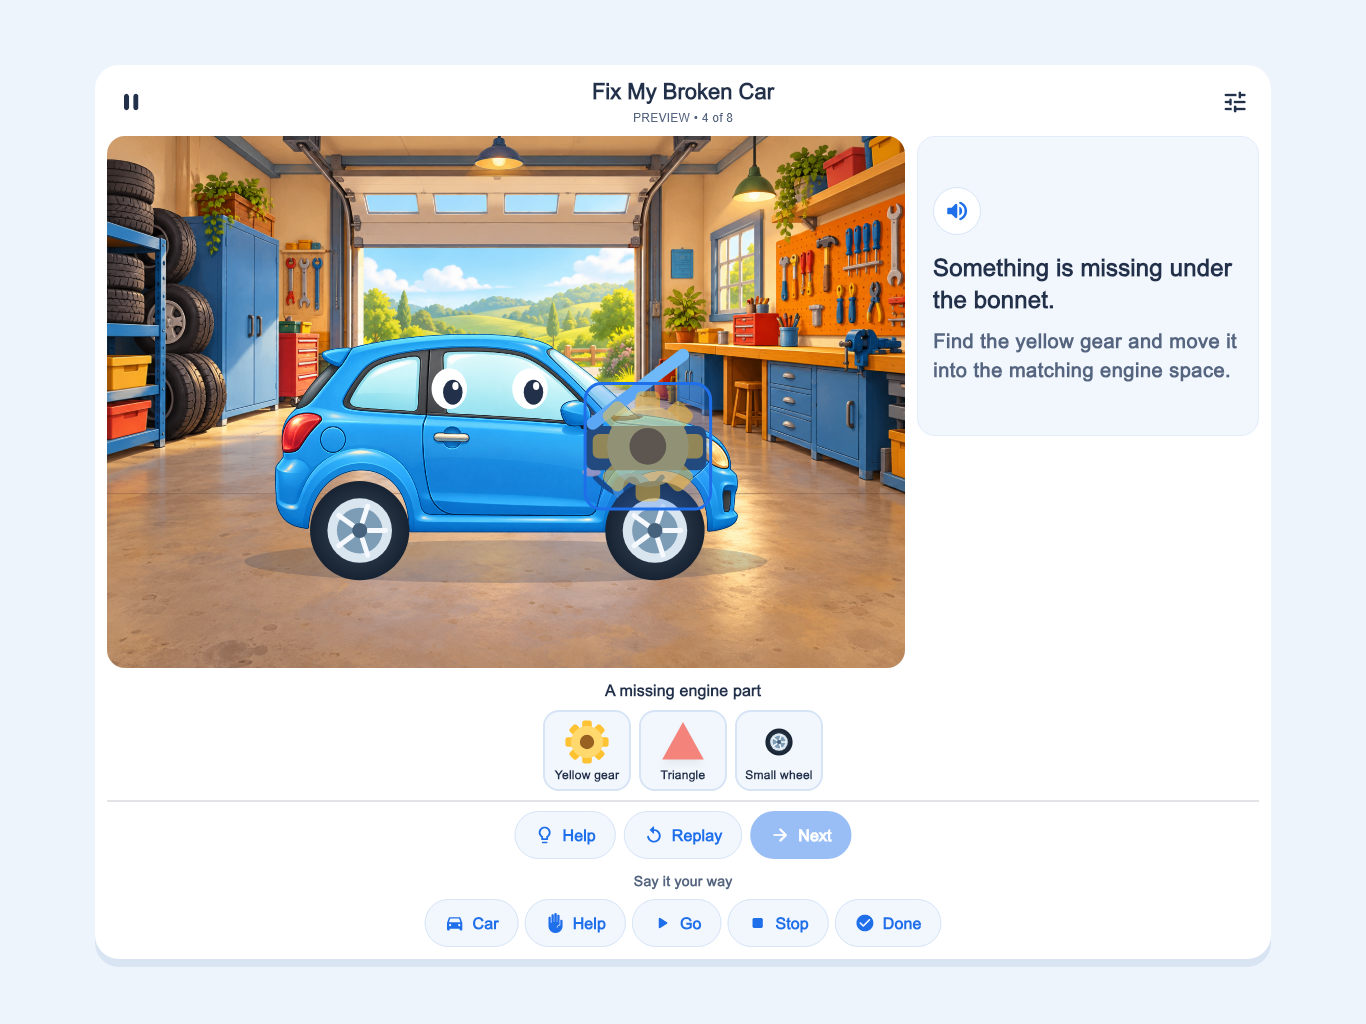 Fix My Broken Car
PREVIEW • 4 of 8
Something is missing under
the bonnet.
Find the yellow gear and move it
into the matching engine space.
A missing engine part
Yellow gear
Triangle
Small wheel
Help
Replay
Next
Say it your way
Car
Help
Go
Stop
Done